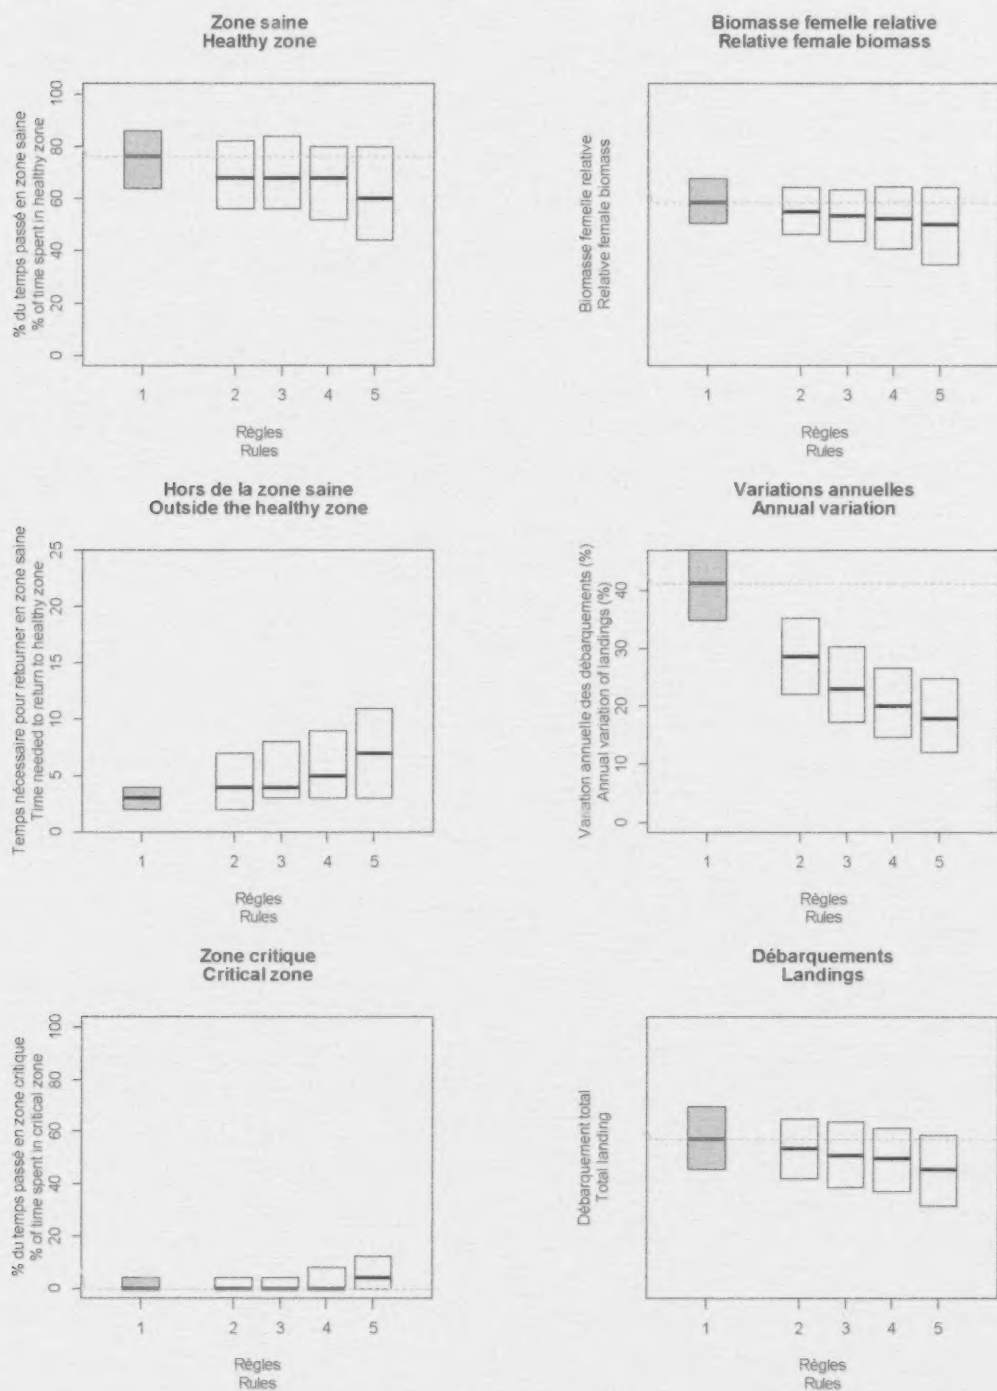 Zone saine
Healthy zone
% du temps passé en zone saine
% of time spent in healthy zone
100
80
60
40
20
0
1 2 3 4 5
Règles
Rules
Biomasse femelle relative
Relative female biomass
Biomasse femelle relative
Relative female biomass
1 2 3 4 5
Règles
Rules
Hors de la zone saine
Outside the healthy zone
Temps nécessaire pour retourner en zone saine
Time needed to return to healthy zone
25
20
15
10
5
0
1 2 3 4 5
Règles
Rules
Variations annuelles
Annual variation
Variation annuelle des débarquements (%)
Annual variation of landings (%)
40
30
20
10
0
1 2 3 4 5
Règles
Rules
Zone critique
Critical zone
% du temps passé en zone critique
% of time spent in critical zone
100
80
60
40
20
0
1 2 3 4 5
Règles
Rules
Débarquements
Landings
Débarquement total
Total landing
1 2 3 4 5
Règles
Rules